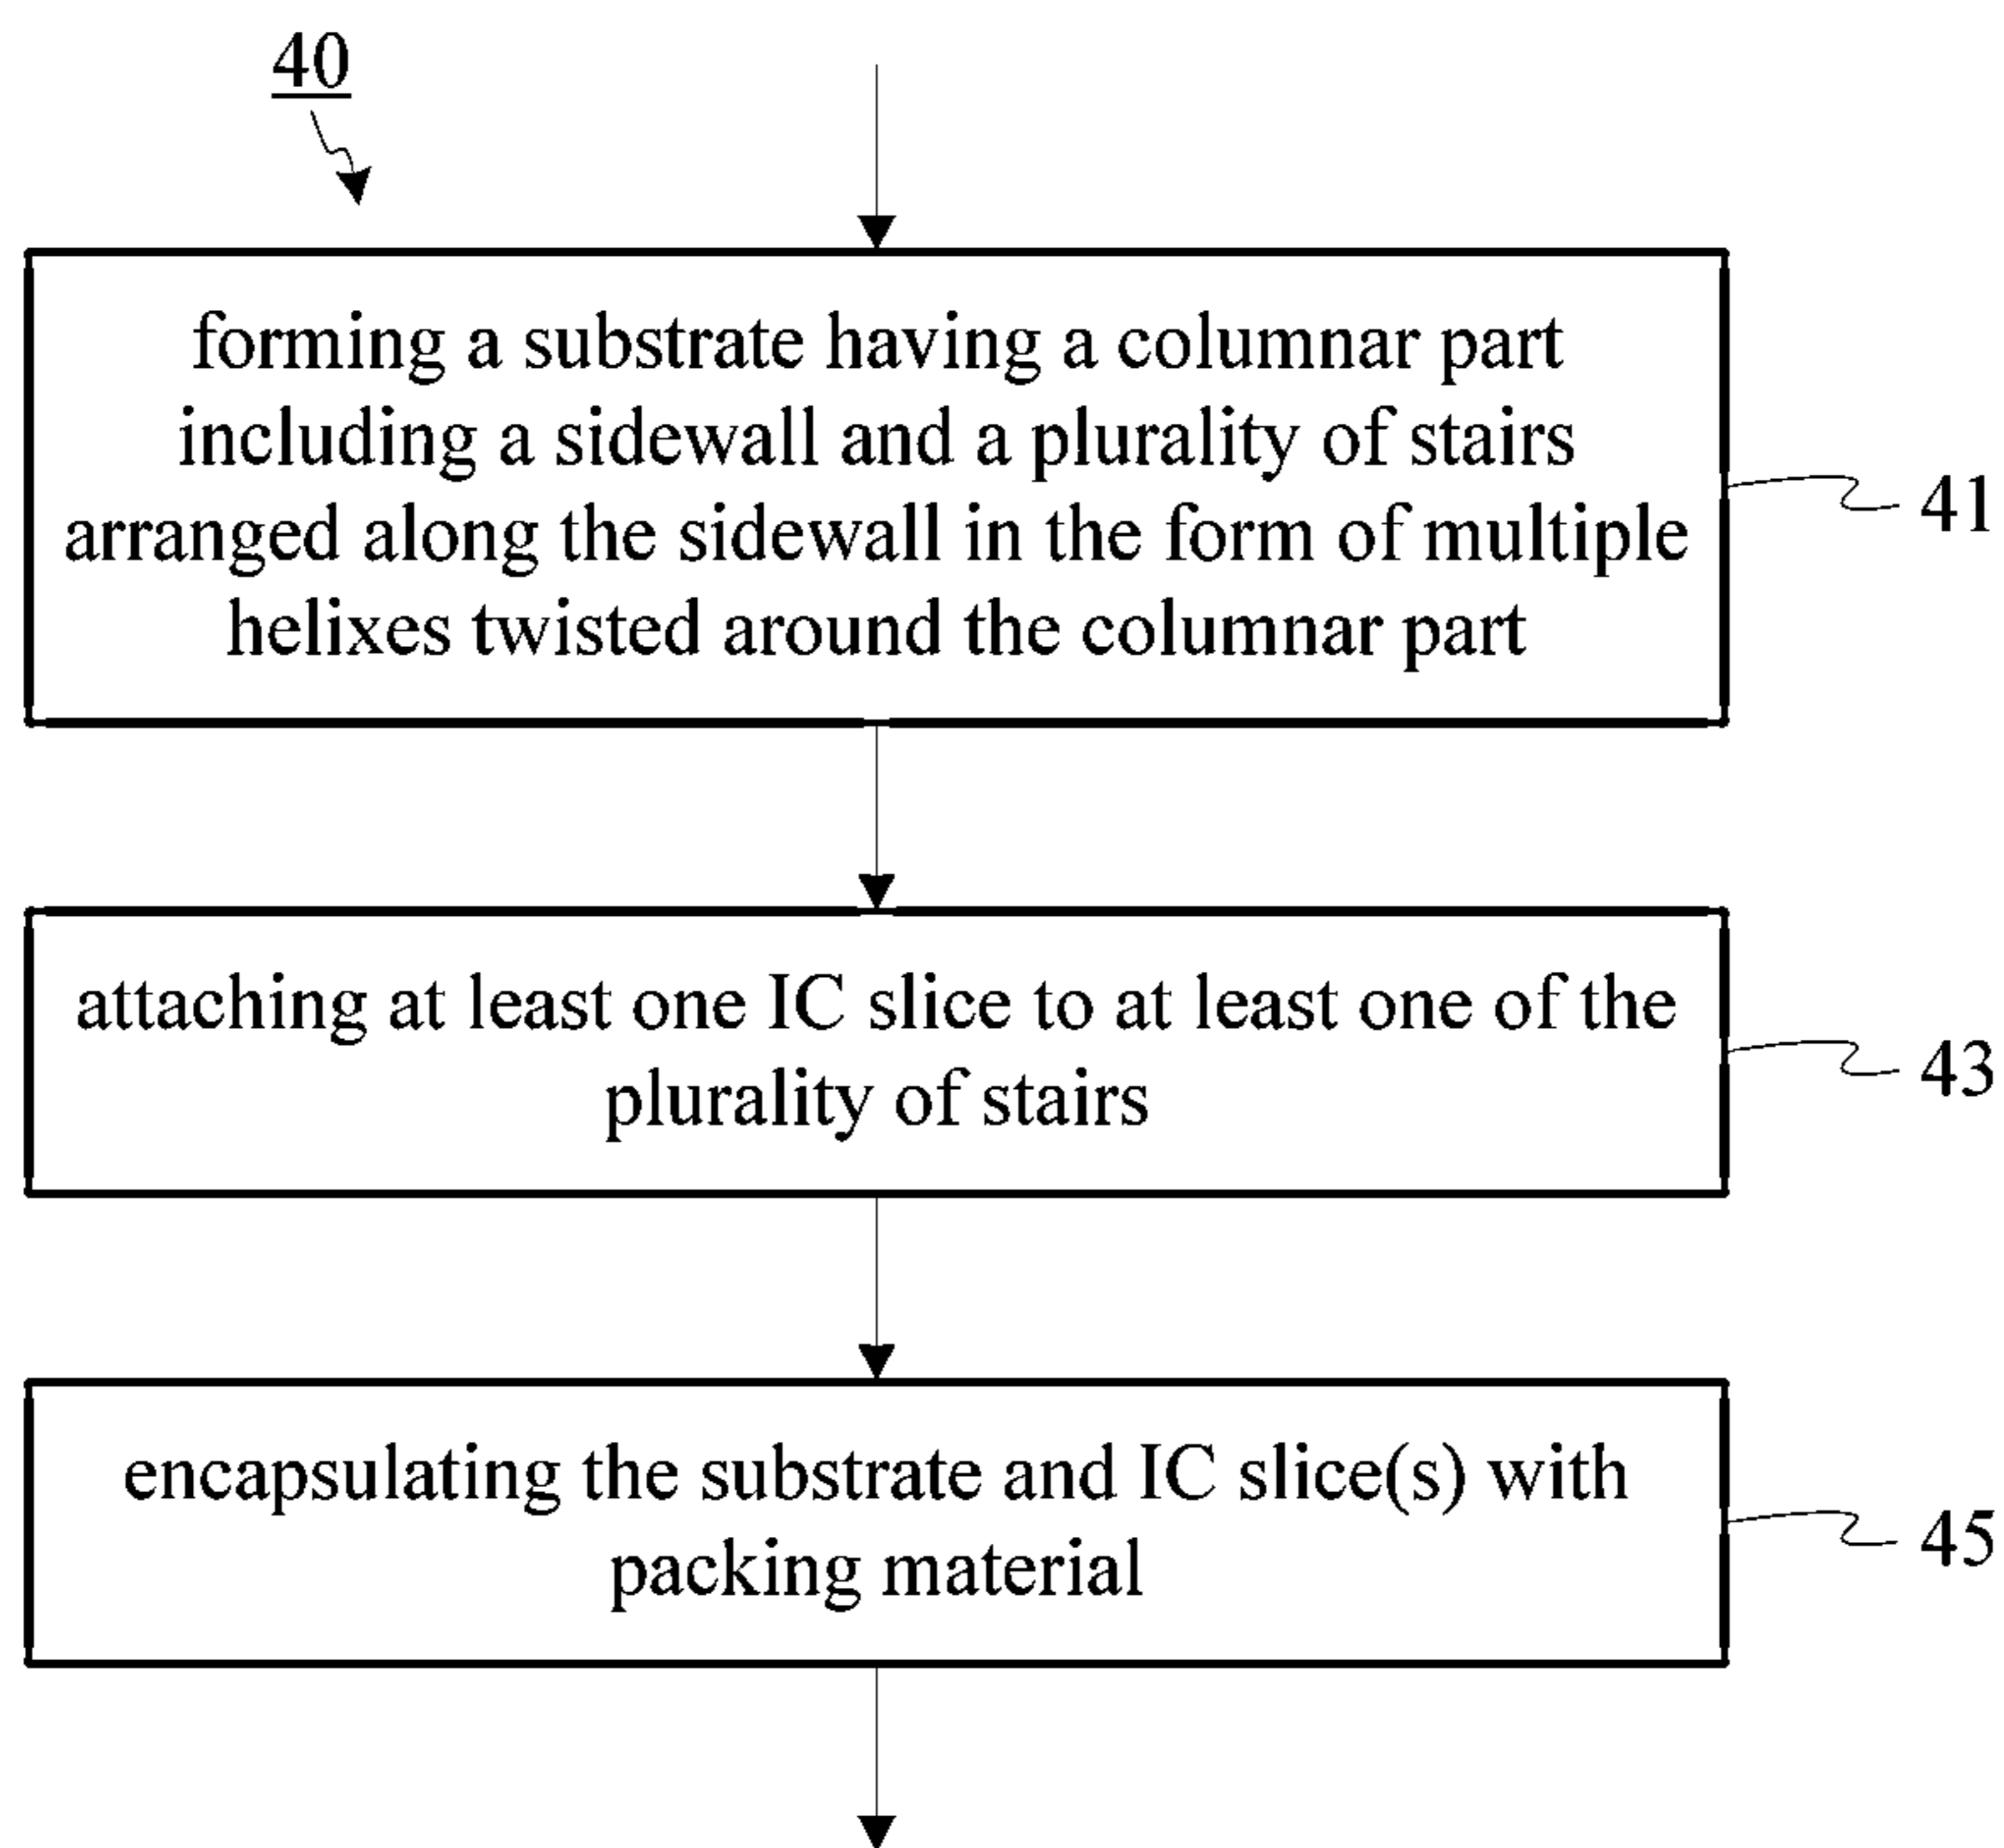 40
forming a substrate having a columnar part
including a sidewall and a plurality of stairs
arranged along the sidewall in the form of multiple
helixes twisted around the columnar part
41
attaching at least one IC slice to at least one of the
plurality of stairs
43
encapsulating the substrate and IC slice(s) with
packing material
45